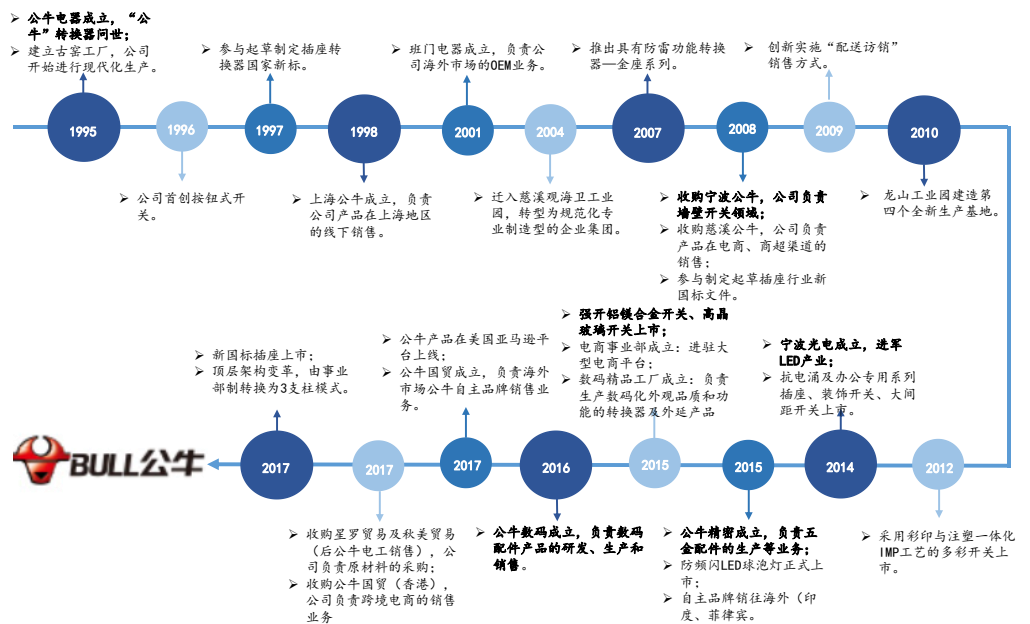 公牛电器成立，“公
牛”转换器问世；
建立古窑工厂，公司
开始进行现代化生产。
参与起草制定插座转
换器国家新标。
班门电器成立，负责公
司海外市场的OEM业务。
推出具有防雷功能转换
器—金座系列。
创新实施“配送访销”
销售方式。
1995
1996
1997
1998
2001
2004
2007
2008
2009
2010
公司首创按钮式开
关。
上海公牛成立，负责
公司产品在上海地区
的线下销售。
迁入慈溪观海卫工业
园，转型为规范化专
业制造型的企业集团。
收购宁波公牛，公司负责
墙壁开关领域；
收购慈溪公牛，公司负责
产品在电商、商超渠道的
销售；
参与制定起草插座行业新
国标文件。
龙山工业园建造第
四个全新生产基地。
新国标插座上市；
顶层架构变革，由事业
部制转换为3支柱模式。
公牛产品在美国亚马逊平
台上线；
公牛国贸成立，负责海外
市场公牛自主品牌销售业
务。
强开铝镁合金开关、高晶
玻璃开关上市；
电商事业部成立：进驻大
型电商平台；
数码精品工厂成立：负责
生产数码化外观品质和功
能的转换器及外延产品
宁波光电成立，进军
LED产业；
抗电涌及办公专用系列
插座、装饰开关、大间
距开关上市。
BULL公牛
2017
2017
2017
2016
2015
2015
2014
2012
收购星罗贸易及秋美贸易
（后公牛电工销售），公
司负责原材料的采购；
收购公牛国贸（香港），
公司负责跨境电商的销售
业务
公牛数码成立，负责数码
配件产品的研发、生产和
销售。
公牛精密成立，负责五
金配件的生产等业务；
防频闪LED球泡灯正式上
市；
自主品牌销往海外（印
度、菲律宾。
采用彩印与注塑一体化
IMP工艺的多彩开关上
市。